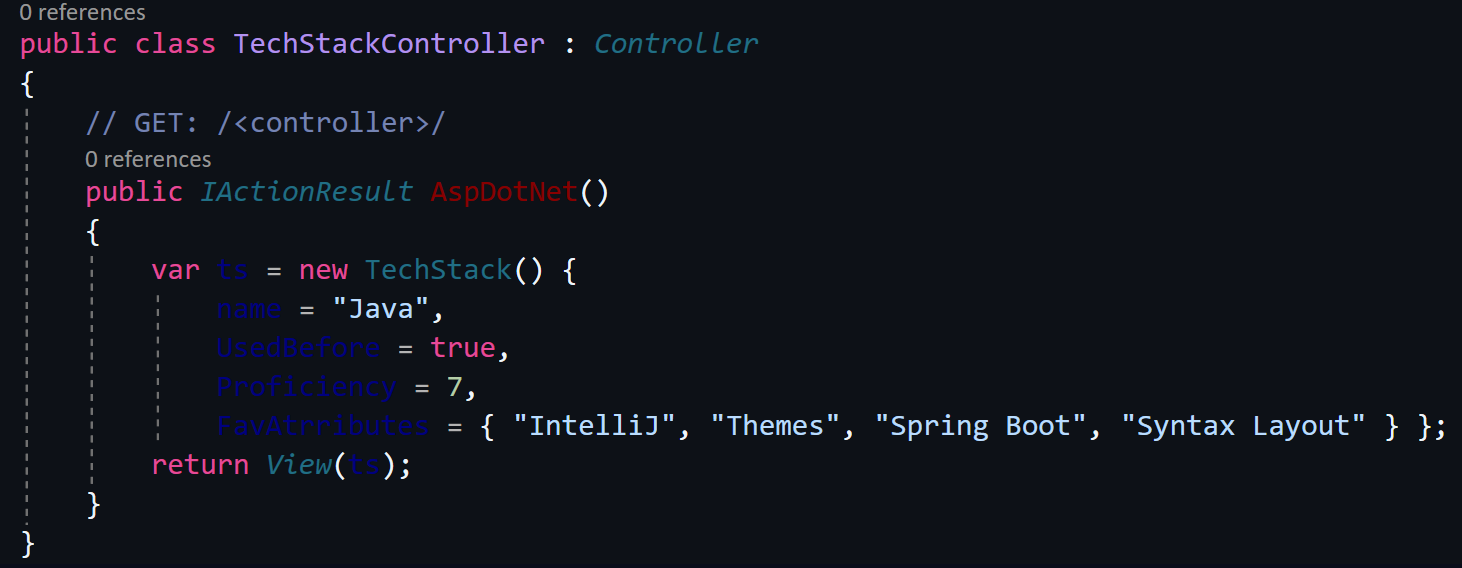 0 references
public class TechStackController : Controller
{
// GET: /<controller>/
0 references
public IActionResult AspDotNet()
{
var ts = new TechStack() {
name = "Java",
UsedBefore = true,
Proficiency = 7,
FavAtrributes = { "IntelliJ", "Themes", "Spring Boot", "Syntax Layout" } };
return View(ts);
}
}